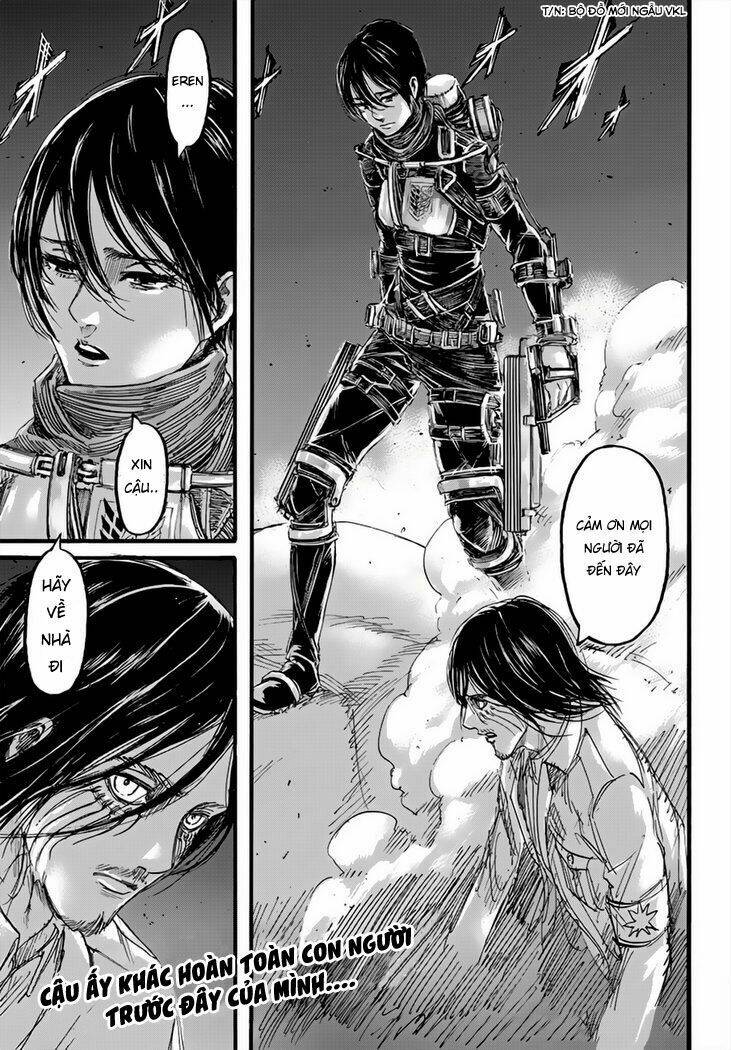 T/N: BỘ ĐỒ MỚI NGẦU VKL
CẢM ƠN MỌI
NGƯỜI ĐÃ
ĐẾN ĐÂY
EREN
...
XIN
CẬU..
HÃY
VỀ
NHÀ
ĐI
CẬU ẤY KHÁC HOÀN TOÀN CON NGƯỜI
TRƯỚC ĐÂY CỦA MÌNH....